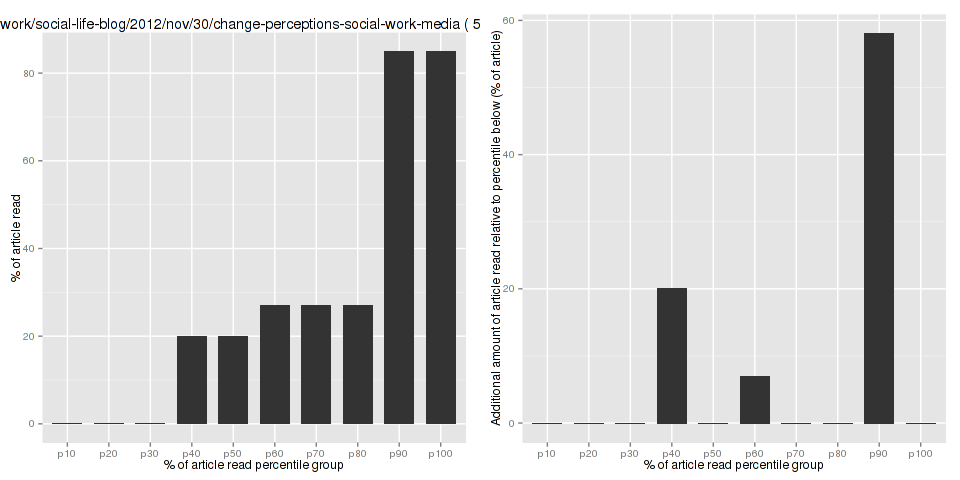 work/social-life-blog/2012/nov/30/change-perceptions-social-work-media ( 5
% of article read
80
60
40
20
0
p10 p20 p30 p40 p50 p60 p70 p80 p90 p100
% of article read percentile group
Additional amount of article read relative to percentile below (% of article)
60
40
20
0
p10 p20 p30 p40 p50 p60 p70 p80 p90 p100
% of article read percentile group